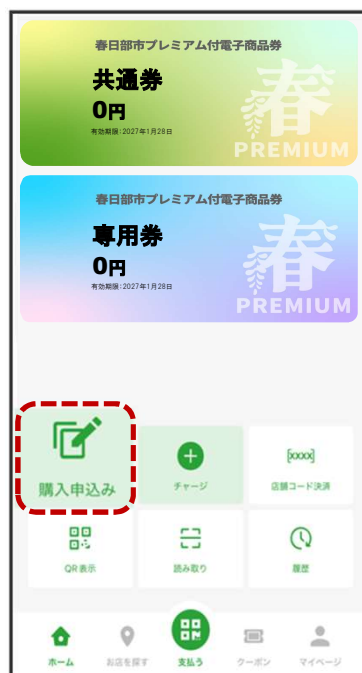 春日部市プレミアム付電子商品券
共通券
0円
有効期限:2027年1月28日
春
PREMIUM
春日部市プレミアム付電子商品券
専用券
0円
有効期限:2027年1月28日
春
PREMIUM
購入申込み
チャージ
[xxxx]
店舗コード決済
QR表示
読み取り
履歴
ホーム
お店を探す
支払う
クーポン
マイページ